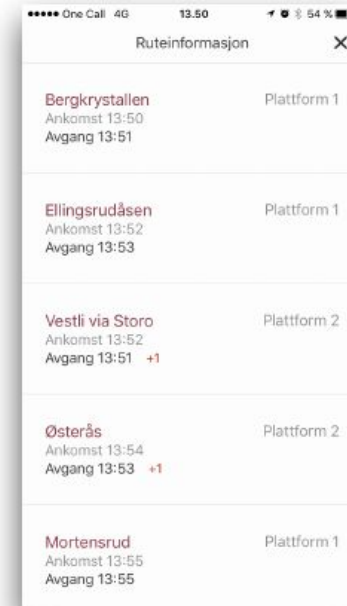 One Call 4G 13.50 54 %
Ruteinformasjon ×
Bergkrystallen Plattform 1
Ankomst 13:50
Avgang 13:51
Ellingsrudåsen Plattform 1
Ankomst 13:52
Avgang 13:53
Vestli via Storo Plattform 2
Ankomst 13:52
Avgang 13:51 +1
Østerås Plattform 2
Ankomst 13:54
Avgang 13:53 +1
Mortensrud Plattform 1
Ankomst 13:55
Avgang 13:55